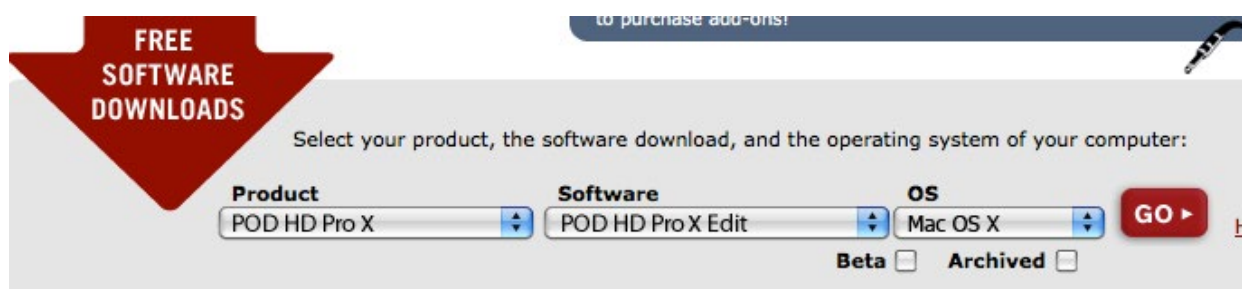 to purchase add-ons!
FREE
SOFTWARE
DOWNLOADS
Select your product, the software download, and the operating system of your computer:
Product Software OS
POD HD Pro X POD HD Pro X Edit Mac OS X GO
Beta Archived